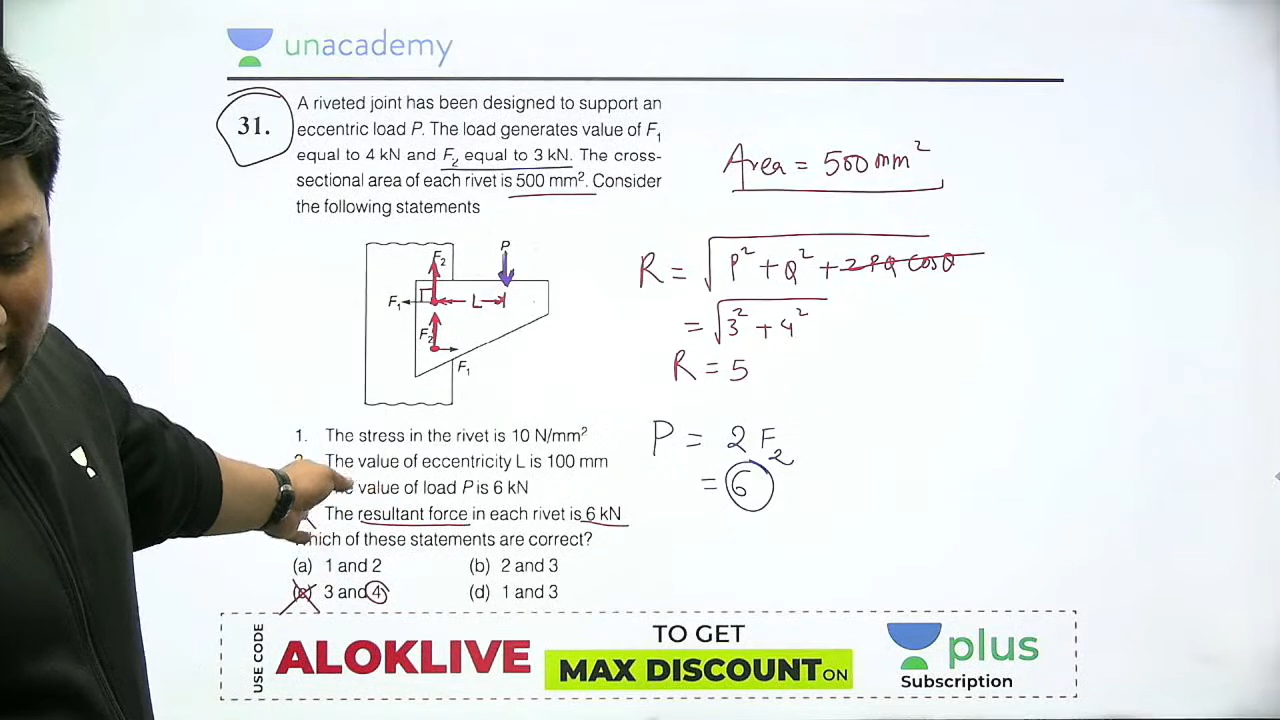 unacademy
31.
A riveted joint has been designed to support an
eccentric load P. The load generates value of F₁
equal to 4 kN and F₂ equal to 3 kN. The cross-
sectional area of each rivet is 500 mm². Consider
the following statements
P
F₂
F₁
L
F₂
F₁
1. The stress in the rivet is 10 N/mm²
The value of eccentricity L is 100 mm
value of load P is 6 kN
The resultant force in each rivet is 6 kN
of these statements are correct?
(a) 1 and 2 (b) 2 and 3
3 and 4 (d) 1 and 3
Area = 500 mm²
R = √P² + Q² + 2PQ cosθ
= √3² + 4²
R = 5
P = 2F₂
= 6
USE CODE
ALOKLIVE
TO GET
MAX DISCOUNT ON
plus
Subscription